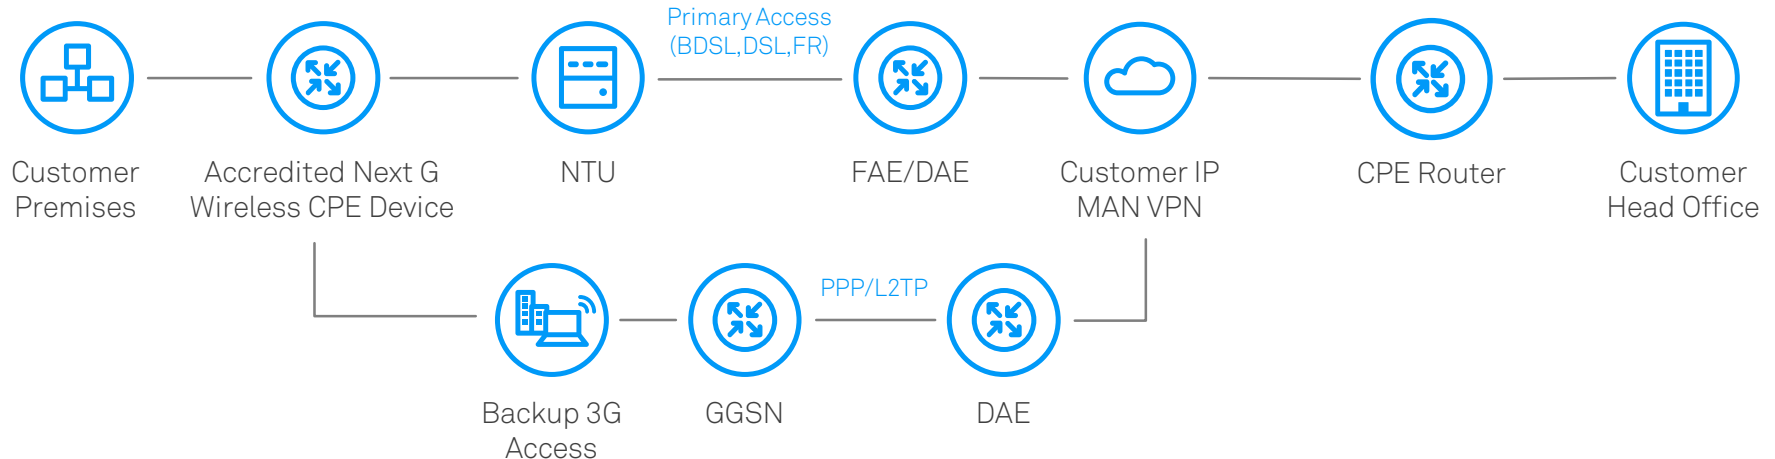 Primary Access
(BDSL,DSL,FR)
Customer
Premises
Accredited Next G
Wireless CPE Device
NTU
FAE/DAE
Customer IP
MAN VPN
CPE Router
Customer
Head Office
PPP/L2TP
Backup 3G
Access
GGSN
DAE